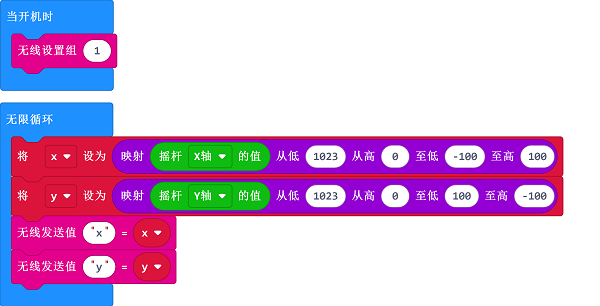 当开机时
无线设置组 1
无限循环
将 x 设为 映射 摇杆 X轴 的值 从低 1023 从高 0 至低 -100 至高 100
将 y 设为 映射 摇杆 Y轴 的值 从低 1023 从高 0 至低 100 至高 -100
无线发送值 "x" = x
无线发送值 "y" = y